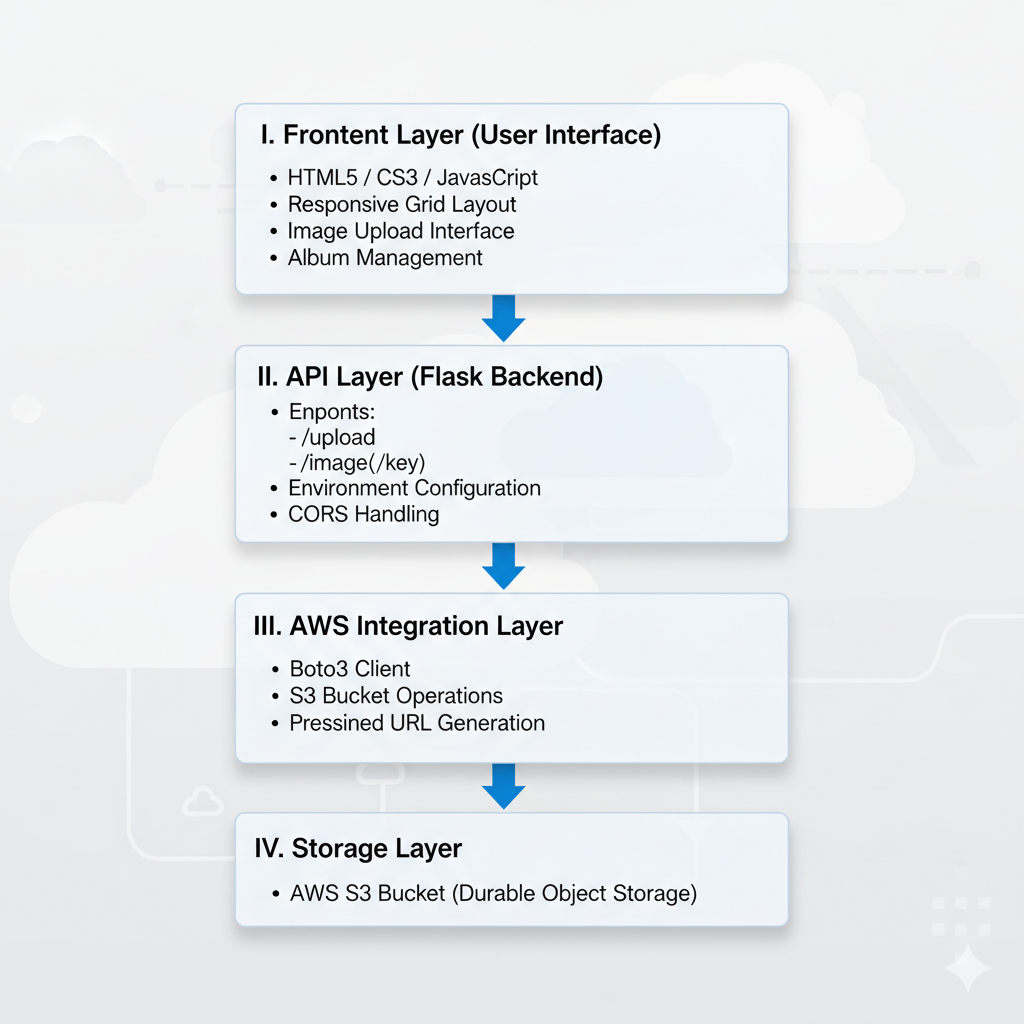 I. Frontent Layer (User Interface)
• HTML5 / CS3 / JavasCript
• Responsive Grid Layout
• Image Upload Interface
• Album Management
II. API Layer (Flask Backend)
• Enponts:
- /upload
- /image(/key)
• Environment Configuration
• CORS Handling
III. AWS Integration Layer
• Boto3 Client
• S3 Bucket Operations
• Pressined URL Generation
IV. Storage Layer
• AWS S3 Bucket (Durable Object Storage)